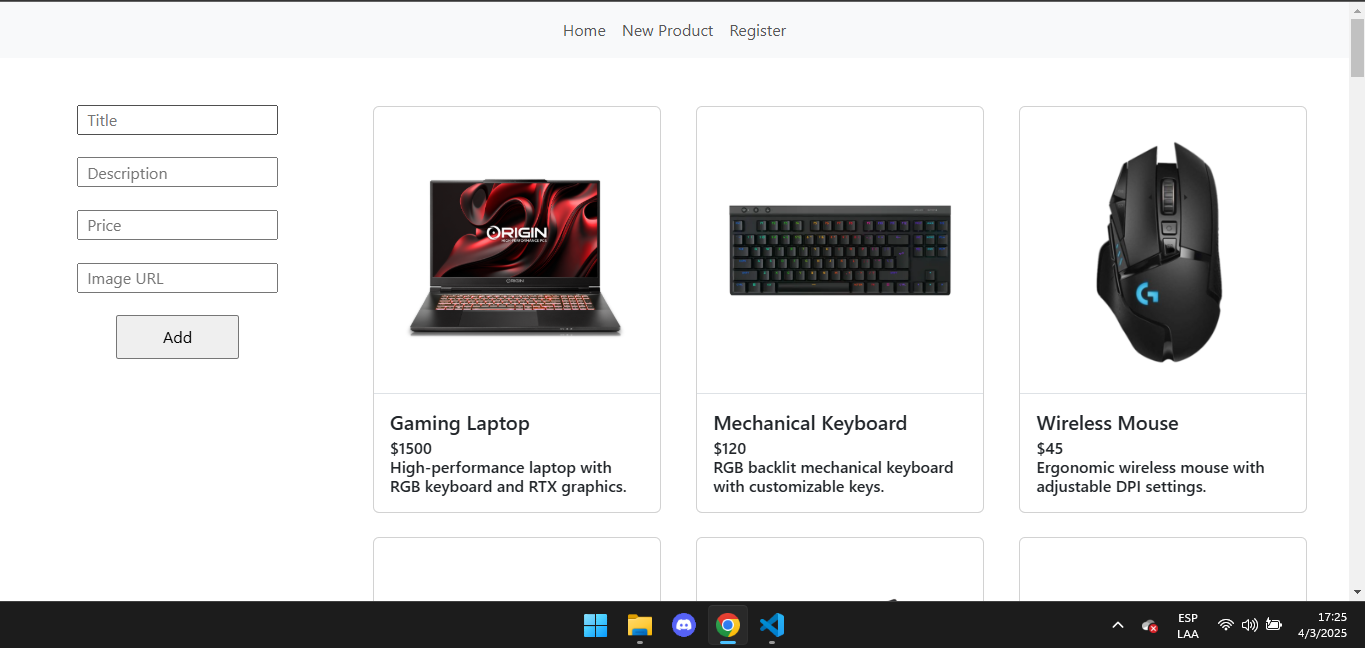 Home New Product Register
Title
Description
Price
Image URL
Add
ORIGIN
Gaming Laptop
$1500
High-performance laptop with
RGB keyboard and RTX graphics.
Mechanical Keyboard
$120
RGB backlit mechanical keyboard
with customizable keys.
Wireless Mouse
$45
Ergonomic wireless mouse with
adjustable DPI settings.
ESP
LAA
17:25
4/3/2025